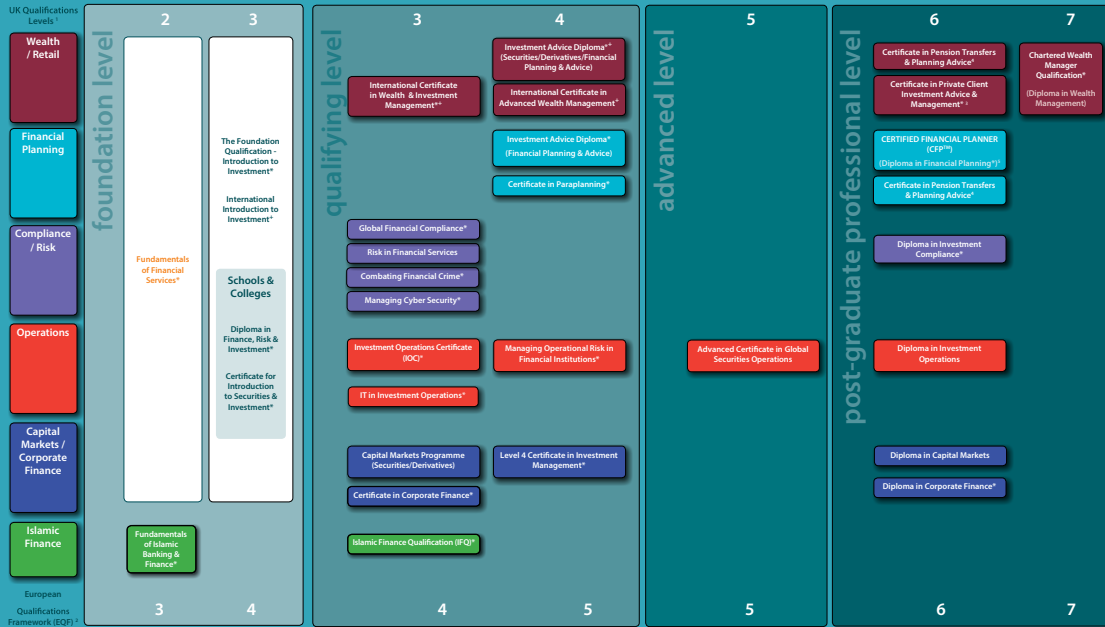 UK Qualifications
Levels ¹
2
3
3
4
5
6
7
foundation level
qualifying level
advanced level
post-graduate professional level
Wealth
/ Retail
International Certificate
in Wealth & Investment
Management*⁺
Investment Advice Diploma*⁺
(Securities/Derivatives/Financial
Planning & Advice)
International Certificate in
Advanced Wealth Management⁺
Certificate in Pension Transfers
& Planning Advice*
Certificate in Private Client
Investment Advice &
Management*
Chartered Wealth
Manager
Qualification*
(Diploma in Wealth
Management)
Financial
Planning
The Foundation
Qualification -
Introduction to
Investment*
International
Introduction to
Investment⁺
Investment Advice Diploma*
(Financial Planning & Advice)
Certificate in Paraplanning*
CERTIFIED FINANCIAL PLANNER
(CFP™)
(Diploma in Financial Planning*)
Certificate in Pension Transfers
& Planning Advice*
Compliance
/ Risk
Fundamentals
of Financial
Services*
Global Financial Compliance*
Risk in Financial Services
Combating Financial Crime*
Managing Cyber Security*
Diploma in Investment
Compliance*
Schools &
Colleges
Diploma in
Finance, Risk &
Investment*
Certificate for
Introduction
to Securities &
Investment*
Operations
Investment Operations Certificate
(IOC)*
IT in Investment Operations*
Managing Operational Risk in
Financial Institutions*
Advanced Certificate in Global
Securities Operations
Diploma in Investment
Operations
Capital
Markets /
Corporate
Finance
Capital Markets Programme
(Securities/Derivatives)
Certificate in Corporate Finance*
Level 4 Certificate in Investment
Management*
Diploma in Capital Markets
Diploma in Corporate Finance*
Islamic
Finance
Fundamentals
of Islamic
Banking &
Finance*
Islamic Finance Qualification (IFQ)*
European
Qualifications
Framework (EQF) ²
3
4
4
5
5
6
7